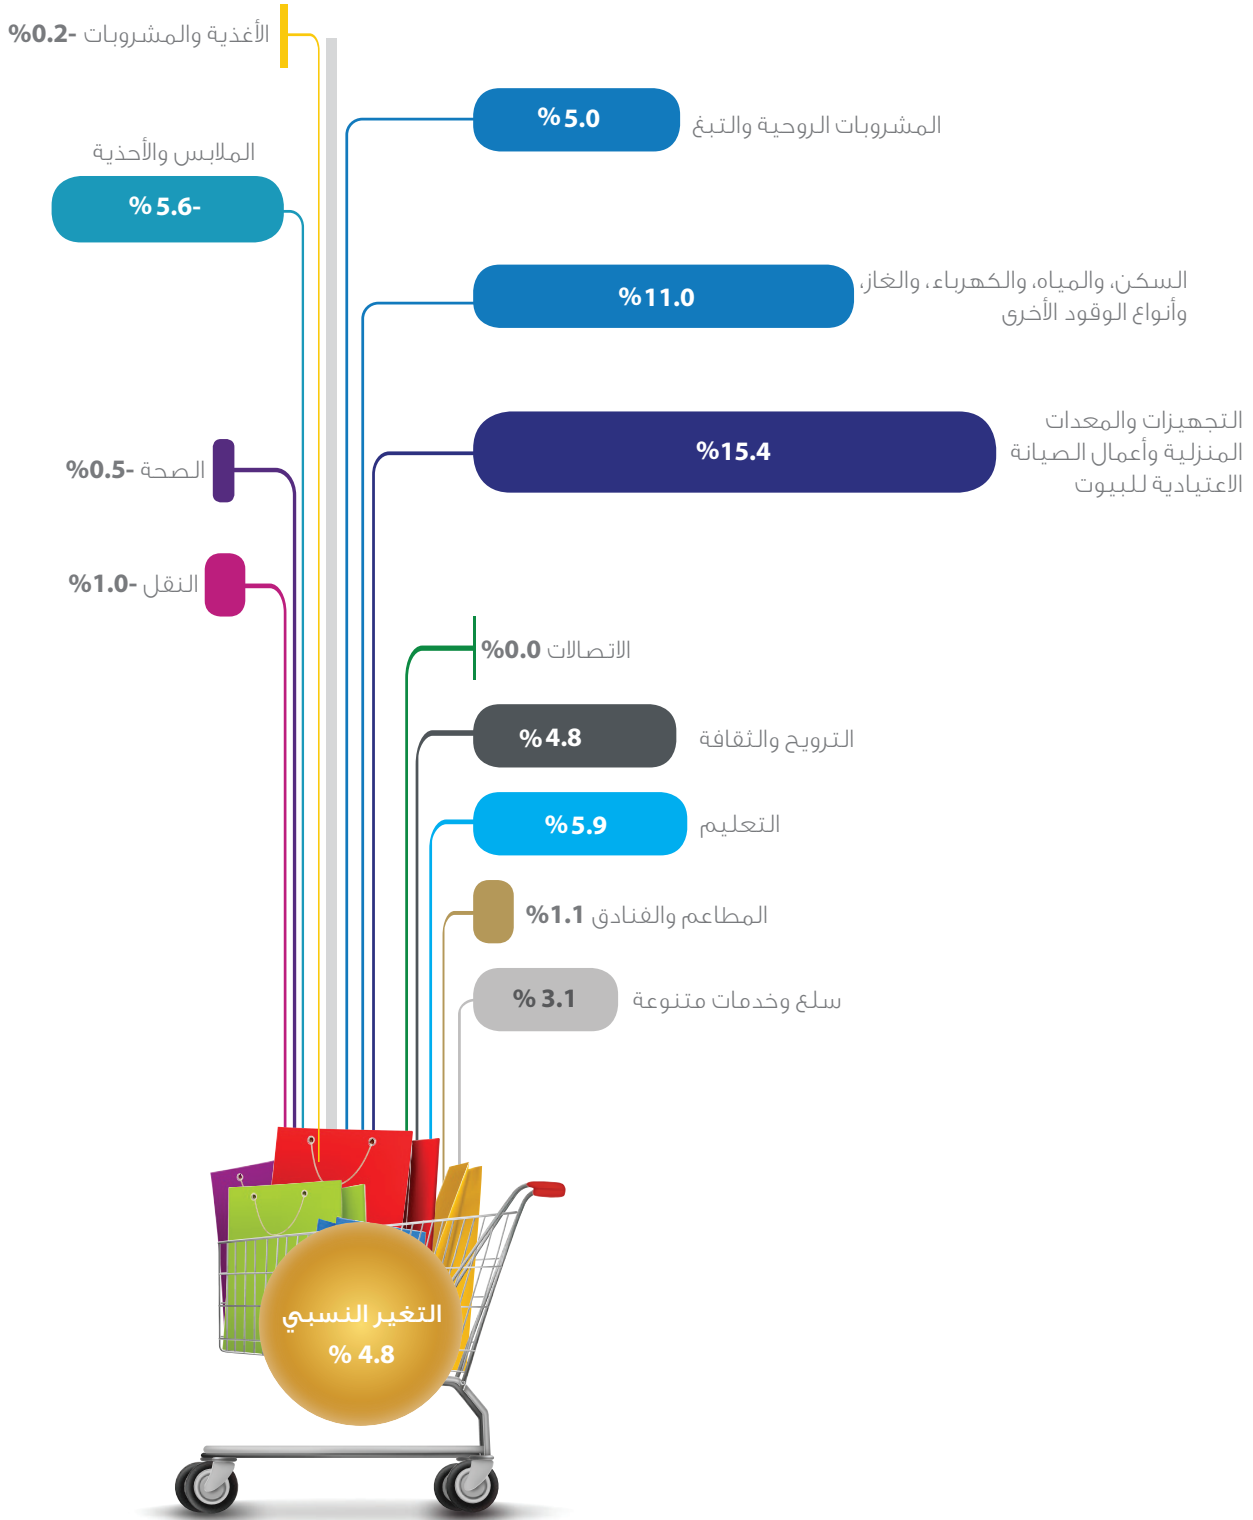 الأغذية والمشروبات -0.2%
% 5.0
المشروبات الروحية والتبغ
الملابس والأحذية
% 5.6-
%11.0
السكن، والمياه، والكهرباء، والغاز،
وأنواع الوقود الأخرى
%15.4
التجهيزات والمعدات
المنزلية وأعمال الصيانة
الاعتيادية للبيوت
الصحة -0.5%
النقل -1.0%
الاتصالات 0.0%
% 4.8
الترويح والثقافة
% 5.9
التعليم
المطاعم والفنادق 1.1%
% 3.1
سلع وخدمات متنوعة
التغير النسبي
% 4.8